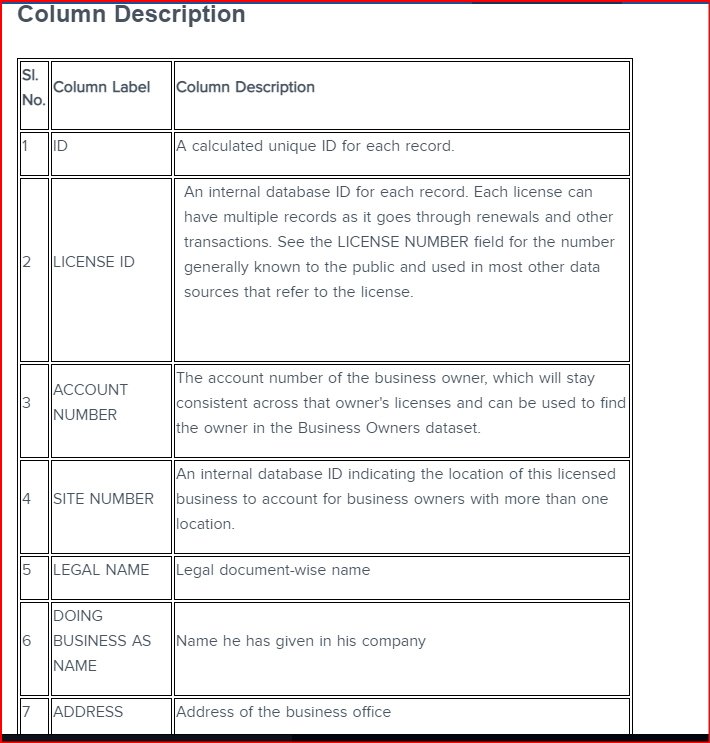 Column Description
Sl.
No.
Column Label
Column Description
1
ID
A calculated unique ID for each record.
2
LICENSE ID
An internal database ID for each record. Each license can
have multiple records as it goes through renewals and other
transactions. See the LICENSE NUMBER field for the number
generally known to the public and used in most other data
sources that refer to the license.
3
ACCOUNT
NUMBER
The account number of the business owner, which will stay
consistent across that owner's licenses and can be used to find
the owner in the Business Owners dataset.
4
SITE NUMBER
An internal database ID indicating the location of this licensed
business to account for business owners with more than one
location.
5
LEGAL NAME
Legal document-wise name
6
DOING
BUSINESS AS
NAME
Name he has given in his company
7
ADDRESS
Address of the business office